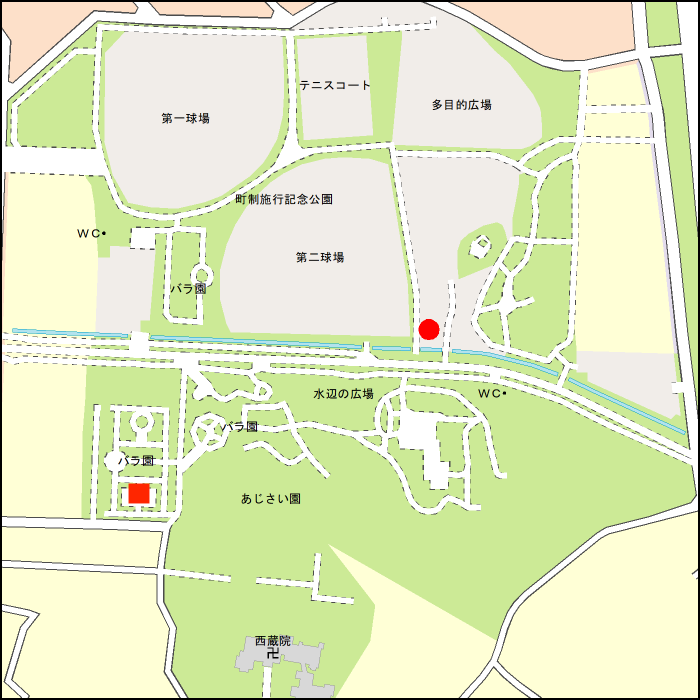 テニスコート
多目的広場
第一球場
町制施行記念公園
WC
第二球場
バラ園
水辺の広場
WC
バラ園
バラ園
あじさい園
西蔵院
卍